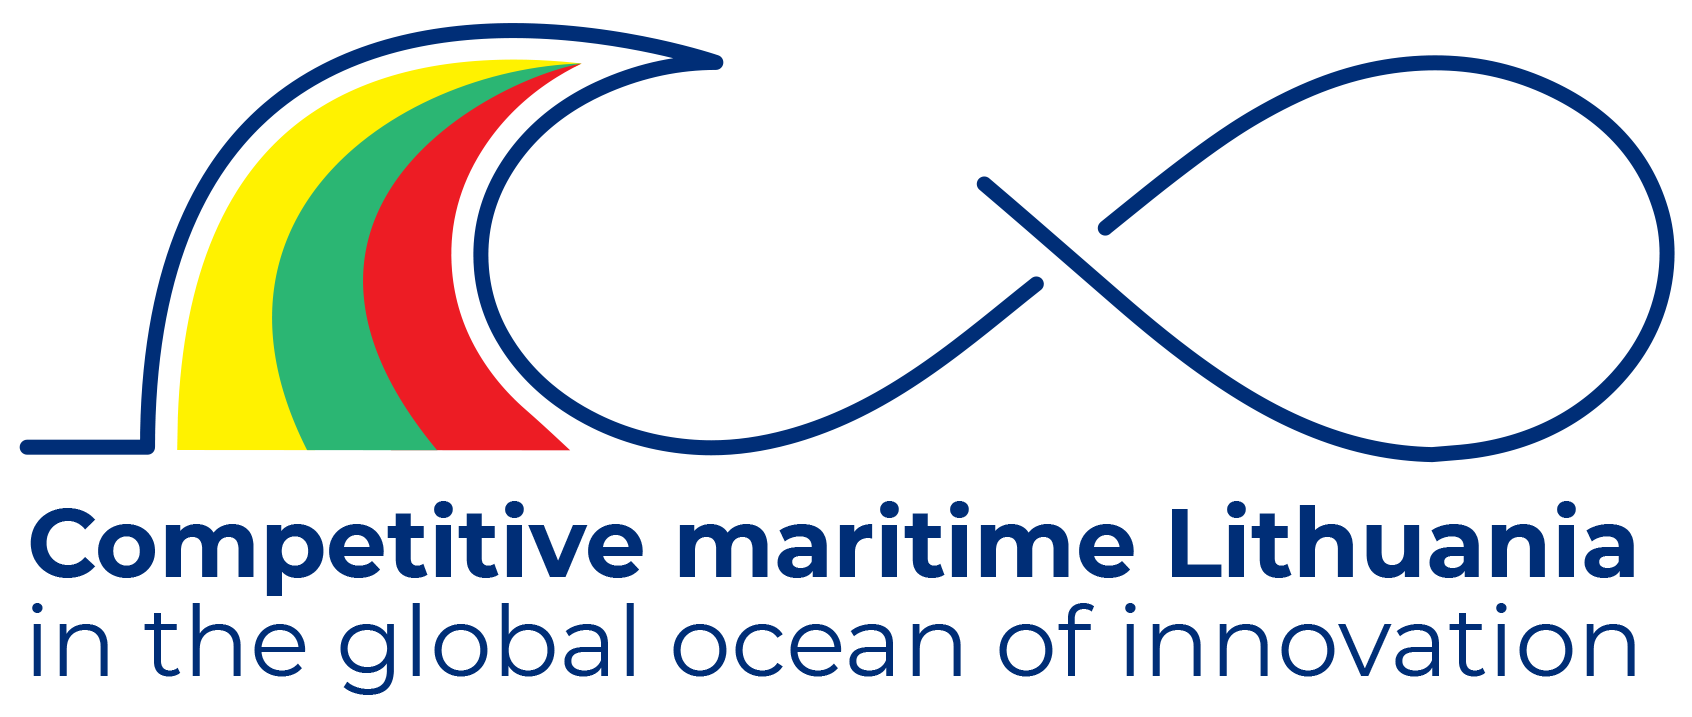 Competitive maritime Lithuania
in the global ocean of innovation